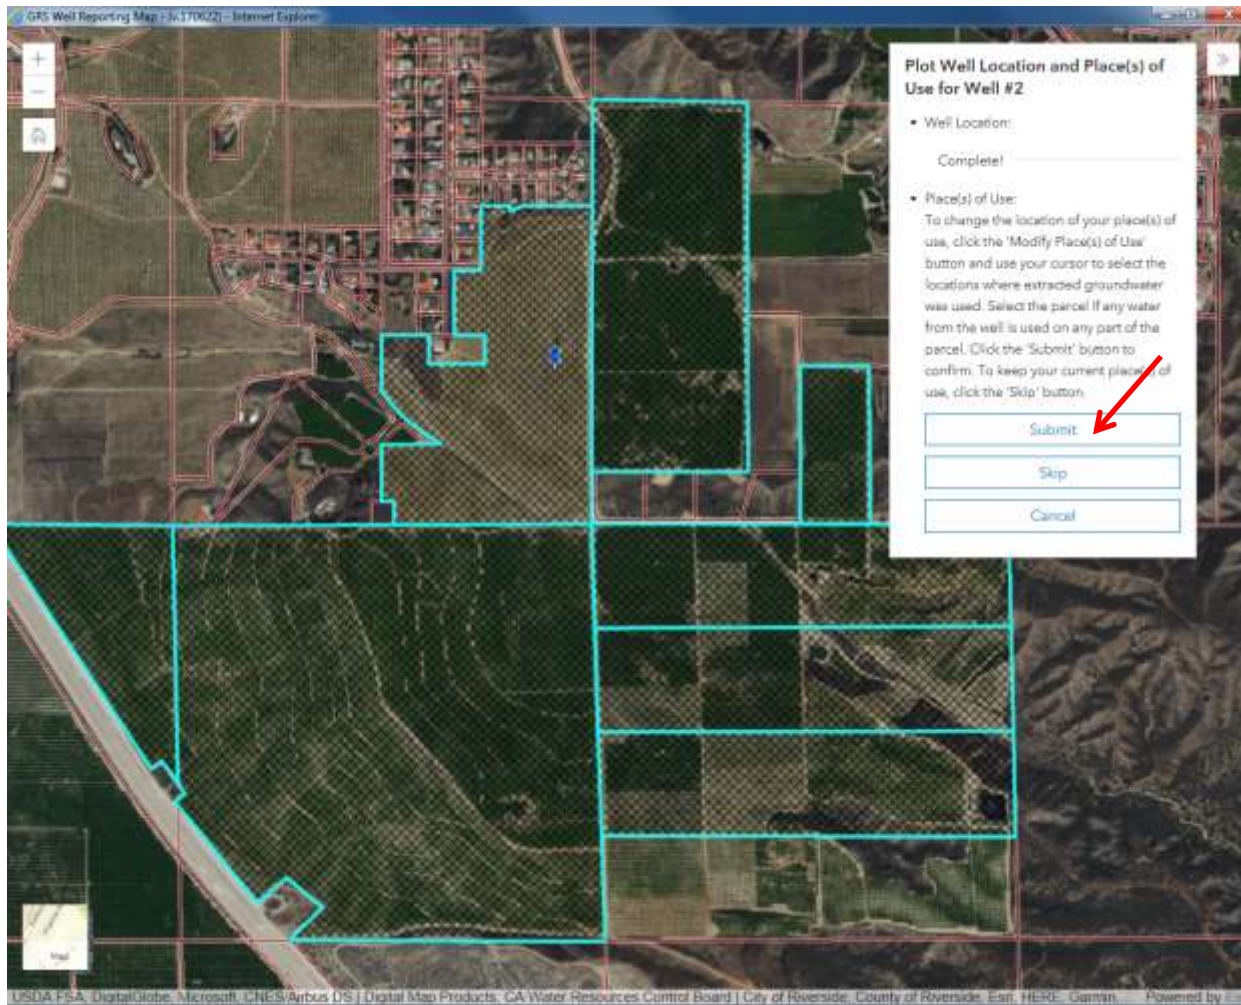 GRS Well Reporting Map - (v.170622) - Internet Explorer
Plot Well Location and Place(s) of
Use for Well #2
• Well Location:
Complete!
• Place(s) of Use:
To change the location of your place(s) of
use, click the 'Modify Place(s) of Use'
button and use your cursor to select the
locations where extracted groundwater
was used. Select the parcel if any water
from the well is used on any part of the
parcel. Click the 'Submit' button to
confirm. To keep your current place(s) of
use, click the 'Skip' button.
Submit
Skip
Cancel
Map
USDA FSA, DigitalGlobe, Microsoft, CNES/Airbus DS | Digital Map Products, CA Water Resources Control Board | City of Riverside, County of Riverside, Esri, HERE, Garmin, Powered by